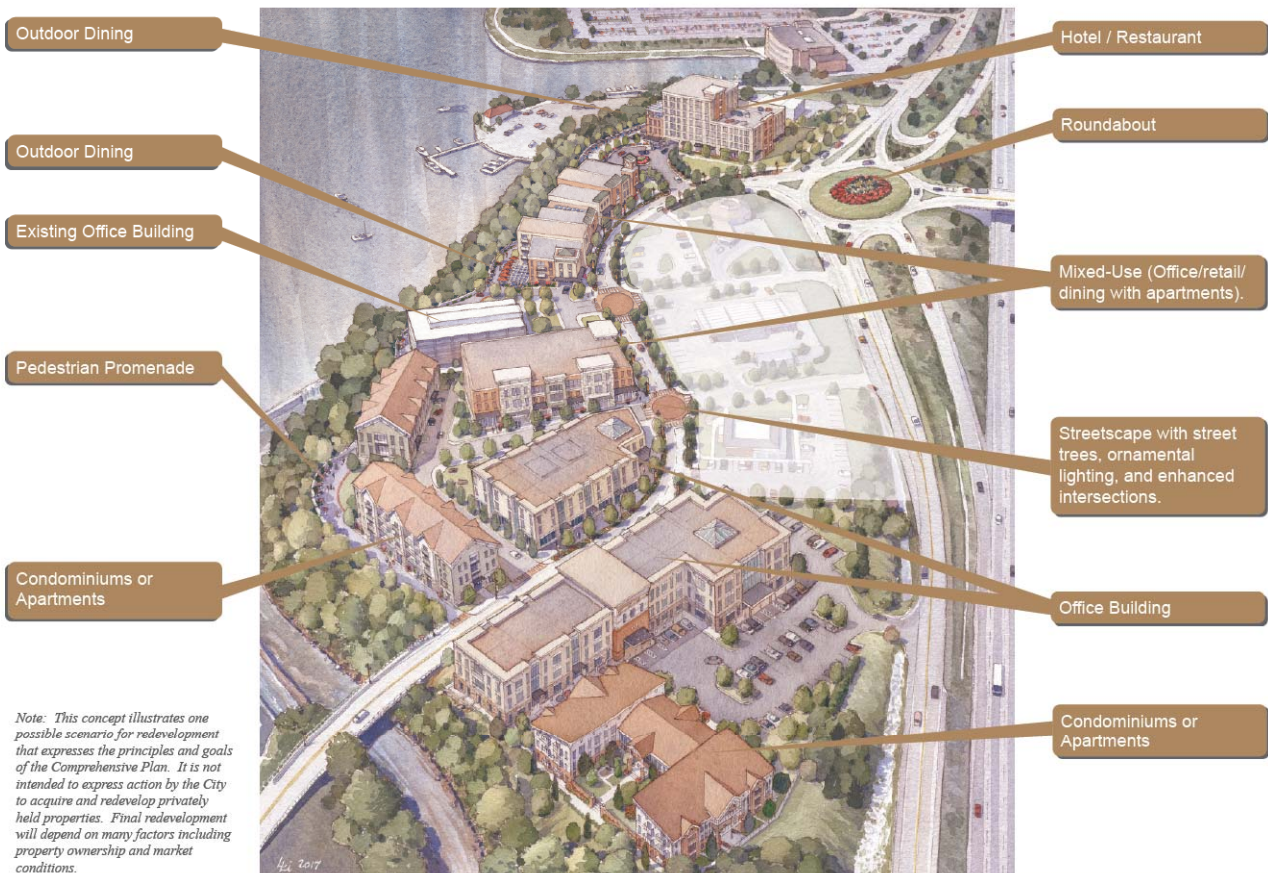 Outdoor Dining
Outdoor Dining
Existing Office Building
Pedestrian Promenade
Condominiums or
Apartments
Note: This concept illustrates one
possible scenario for redevelopment
that expresses the principles and goals
of the Comprehensive Plan. It is not
intended to express action by the City
to acquire and redevelop privately
held properties. Final redevelopment
will depend on many factors including
property ownership and market
conditions.
Hotel / Restaurant
Roundabout
Mixed-Use (Office/retail/
dining with apartments).
Streetscape with street
trees, ornamental
lighting, and enhanced
intersections.
Office Building
Condominiums or
Apartments
2017